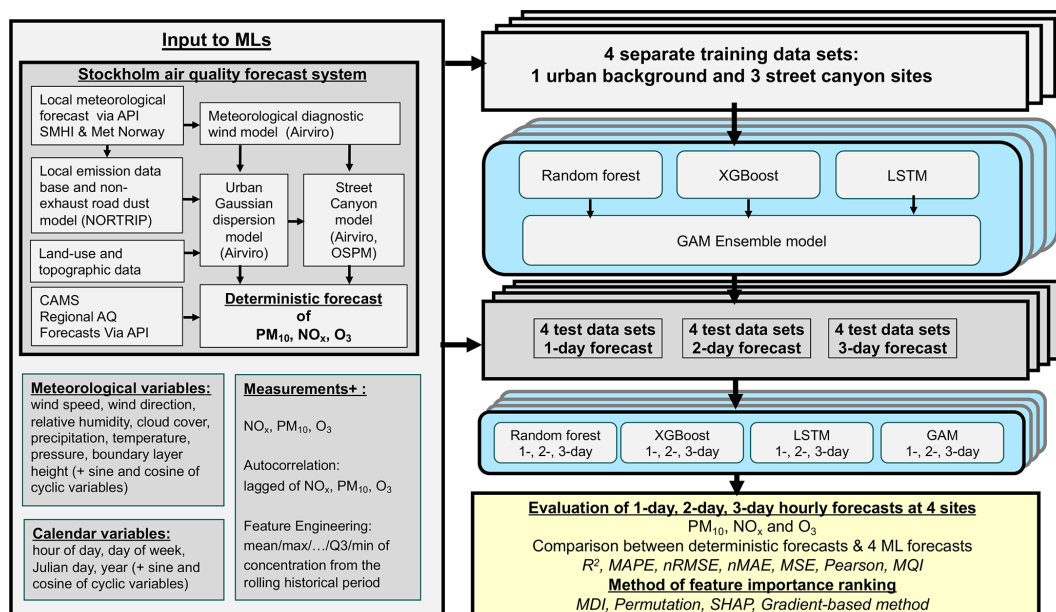 Input to MLs
Stockholm air quality forecast system
Local meteorological
forecast via API
SMHI & Met Norway
Meteorological diagnostic
wind model (Airviro)
Local emission data
base and non-
exhaust road dust
model (NORTRIP)
Urban
Gaussian
dispersion
model
(Airviro)
Street
Canyon
model
(Airviro,
OSPM)
Land-use and
topographic data
CAMS
Regional AQ
Forecasts Via API
Deterministic forecast
of
PM₁₀, NOₓ, O₃
Meteorological variables:
wind speed, wind direction,
relative humidity, cloud cover,
precipitation, temperature,
pressure, boundary layer
height (+ sine and cosine of
cyclic variables)
Calendar variables:
hour of day, day of week,
Julian day, year (+ sine and
cosine of cyclic variables)
Measurements+ :
NOₓ, PM₁₀, O₃
Autocorrelation:
lagged of NOₓ, PM₁₀, O₃
Feature Engineering:
mean/max/…/Q3/min of
concentration from the
rolling historical period
4 separate training data sets:
1 urban background and 3 street canyon sites
Random forest
XGBoost
LSTM
GAM Ensemble model
4 test data sets
1-day forecast
4 test data sets
2-day forecast
4 test data sets
3-day forecast
Random forest
1-, 2-, 3-day
XGBoost
1-, 2-, 3-day
LSTM
1-, 2-, 3-day
GAM
1-, 2-, 3-day
Evaluation of 1-day, 2-day, 3-day hourly forecasts at 4 sites
PM₁₀, NOₓ and O₃
Comparison between deterministic forecasts & 4 ML forecasts
R², MAPE, nRMSE, nMAE, MSE, Pearson, MQI
Method of feature importance ranking
MDI, Permutation, SHAP, Gradient-based method